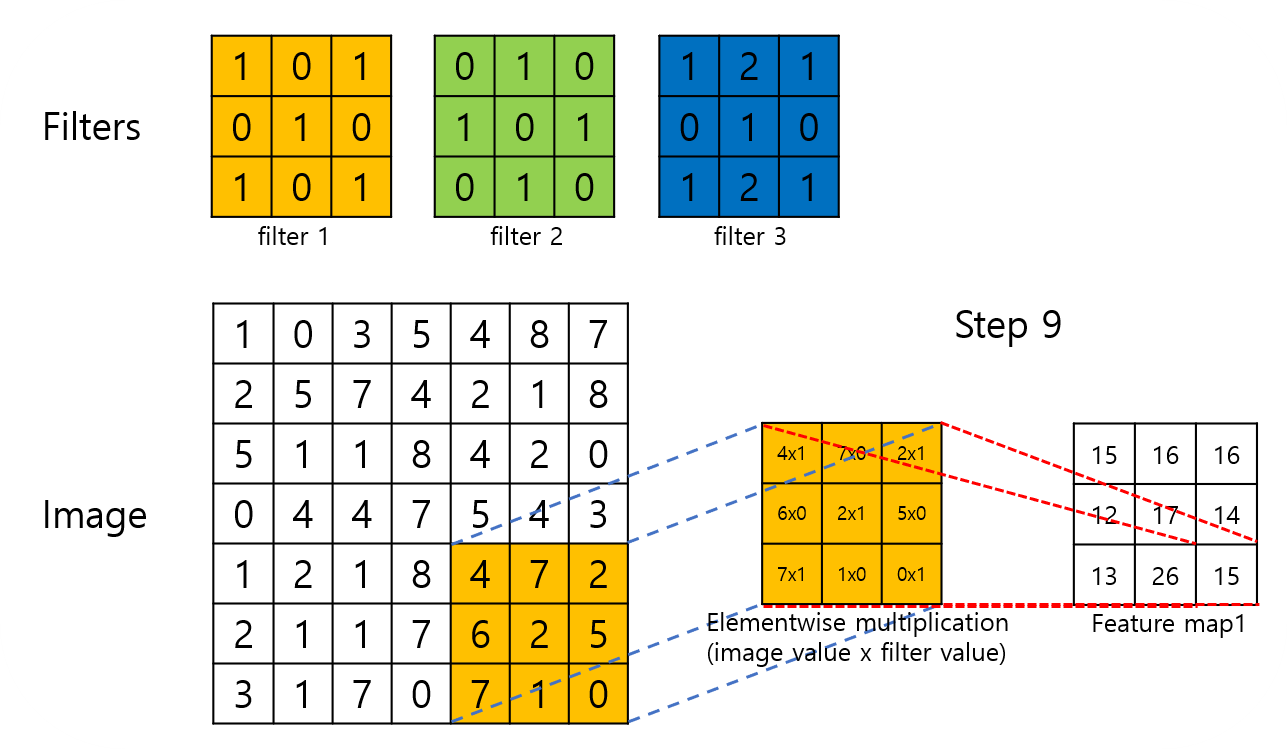 Filters
1 0 1
0 1 0
1 0 1
filter 1
0 1 0
1 0 1
0 1 0
filter 2
1 2 1
0 1 0
1 2 1
filter 3
Image
1 0 3 5 4 8 7
2 5 7 4 2 1 8
5 1 1 8 4 2 0
0 4 4 7 5 4 3
1 2 1 8 4 7 2
2 1 1 7 6 2 5
3 1 7 0 7 1 0
Step 9
4x1 7x0 2x1
6x0 2x1 5x0
7x1 1x0 0x1
Elementwise multiplication
(image value x filter value)
15 16 16
12 17 14
13 26 15
Feature map1